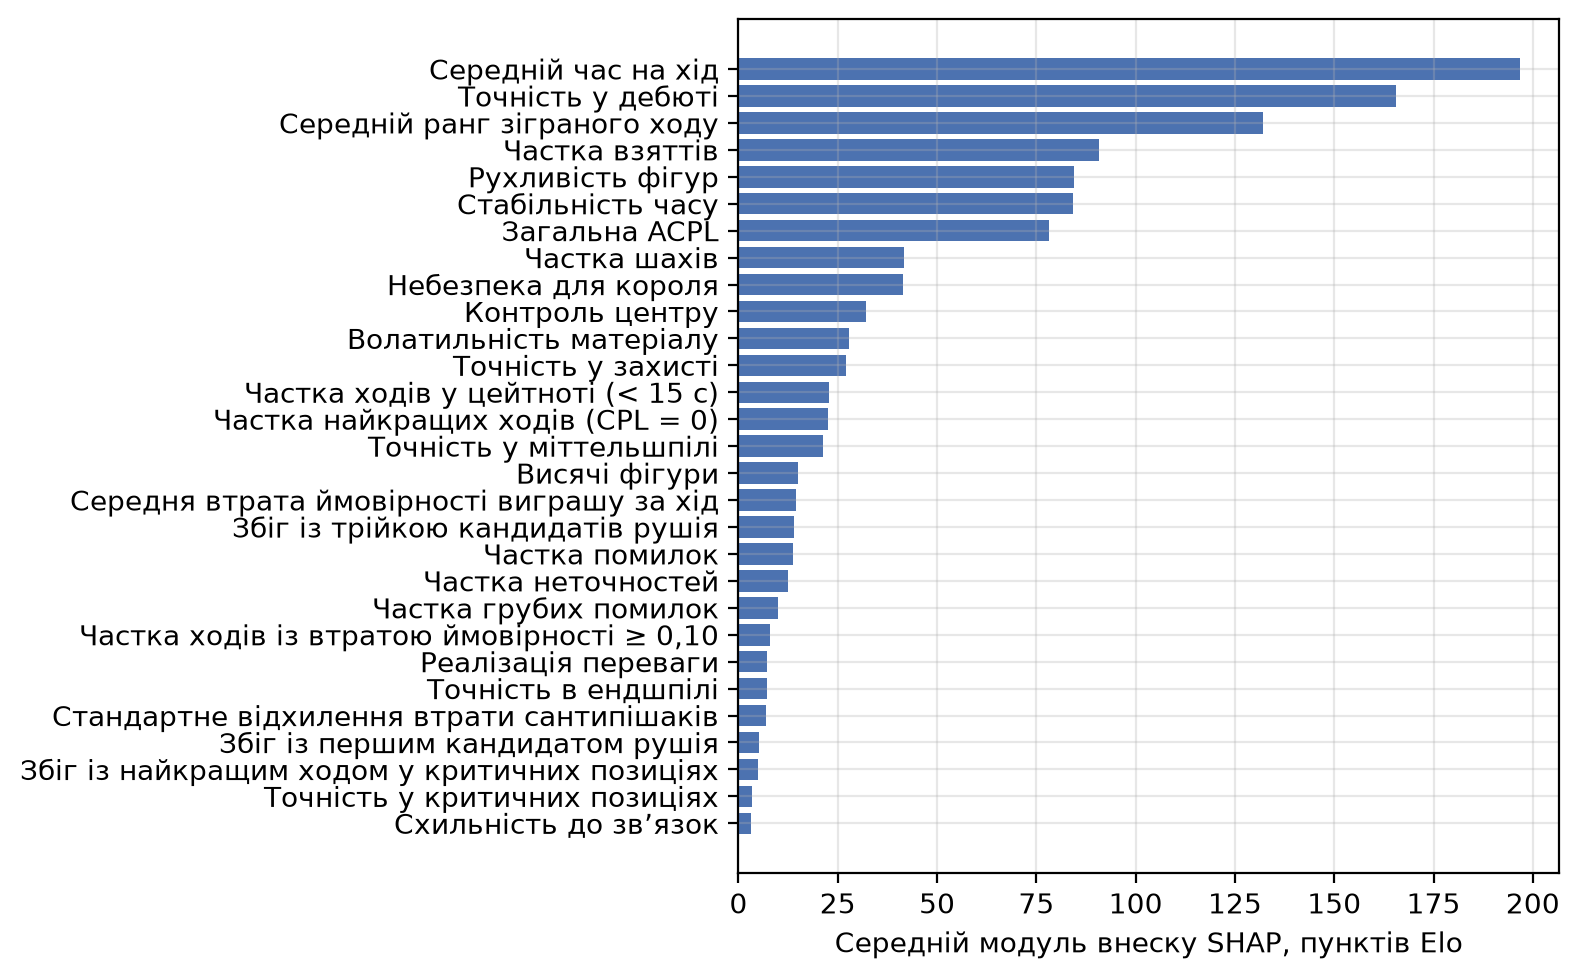 Середній час на хід
Точність у дебюті
Середній ранг зіграного ходу
Частка взяттів
Рухливість фігур
Стабільність часу
Загальна ACPL
Частка шахів
Небезпека для короля
Контроль центру
Волатильність матеріалу
Точність у захисті
Частка ходів у цейтноті (< 15 с)
Частка найкращих ходів (CPL = 0)
Точність у міттельшпілі
Висячі фігури
Середня втрата ймовірності виграшу за хід
Збіг із трійкою кандидатів рушія
Частка помилок
Частка неточностей
Частка грубих помилок
Частка ходів із втратою ймовірності ≥ 0,10
Реалізація переваги
Точність в ендшпілі
Стандартне відхилення втрати сантипішаків
Збіг із першим кандидатом рушія
Збіг із найкращим ходом у критичних позиціях
Точність у критичних позиціях
Схильність до зв’язок
0 25 50 75 100 125 150 175 200
Середній модуль внеску SHAP, пунктів Elo